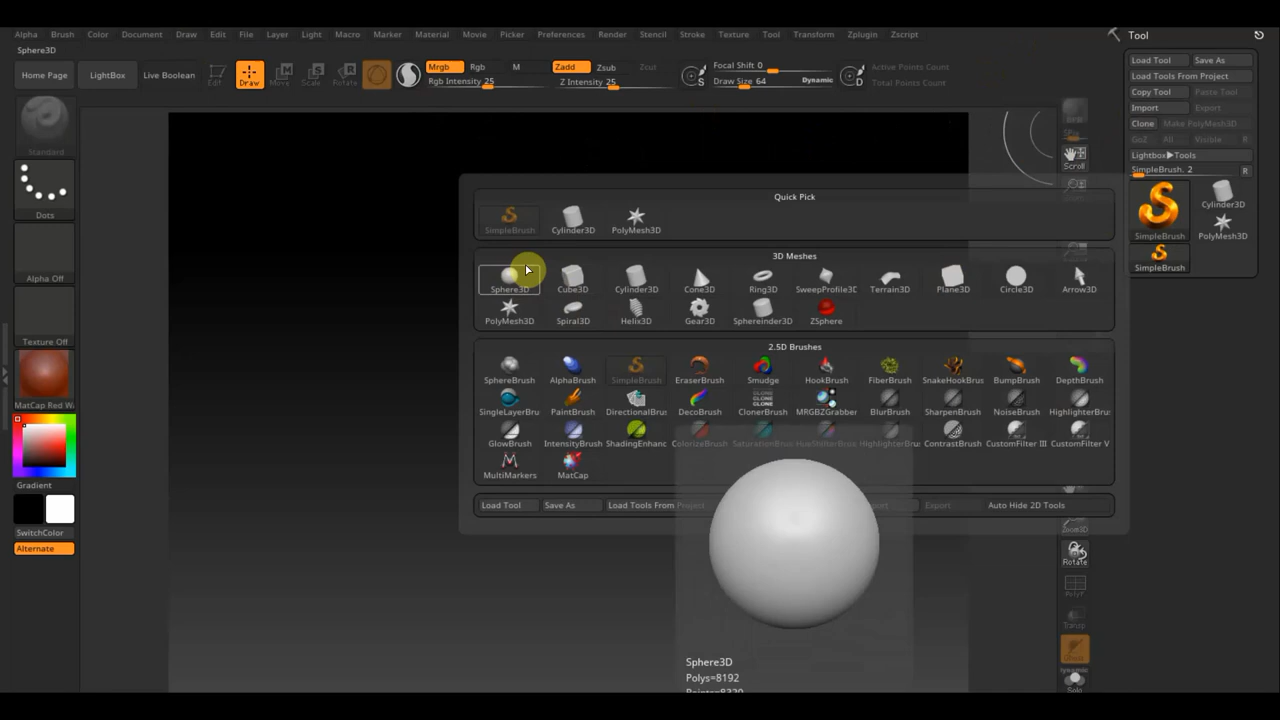 Alpha Brush Color Document Draw Edit File Layer Light Macro Marker Material Movie Picker Preferences Render Stencil Stroke Texture Tool Transform Zplugin Zscript
Sphere3D
Tool
Home Page LightBox Live Boolean Edit Draw Move Scale Rotate
Mrgb Rgb M Zadd Zsub Zcut
Rgb Intensity 25 Z Intensity 25
Focal Shift 0
Draw Size 64 Dynamic
S D
Active Points Count
Total Points Count
Load Tool Save As
Load Tools From Project
Copy Tool Paste Tool
Import Export
Clone Make PolyMesh3D
GoZ All Visible R
Lightbox▶Tools
SimpleBrush. 2 R
SimpleBrush
Cylinder3D
PolyMesh3D
SimpleBrush
Standard
Dots
Alpha Off
Texture Off
MatCap Red Wa
Gradient
SwitchColor
Alternate
Quick Pick
SimpleBrush Cylinder3D PolyMesh3D
3D Meshes
Sphere3D Cube3D Cylinder3D Cone3D Ring3D SweepProfile3D Terrain3D Plane3D Circle3D Arrow3D
PolyMesh3D Spiral3D Helix3D Gear3D Sphereinder3D ZSphere
2.5D Brushes
SphereBrush AlphaBrush SimpleBrush EraserBrush Smudge HookBrush FiberBrush SnakeHookBrus BumpBrush DepthBrush
SingleLayerBru PaintBrush DirectionalBrus DecoBrush ClonerBrush MRGBZGrabber BlurBrush SharpenBrush NoiseBrush HighlighterBru
GlowBrush IntensityBrush ShadingEnhanc ColorizeBrush SaturationBrus HueShifterBrus HighlighterBru ContrastBrush CustomFilter III CustomFilter V
MultiMarkers MatCap
Load Tool Save As Load Tools From Project Export Auto Hide 2D Tools
Sphere3D
Polys=8192
Scroll
Zoom3D
Rotate
PolyF
Transp
Dynamic
Solo